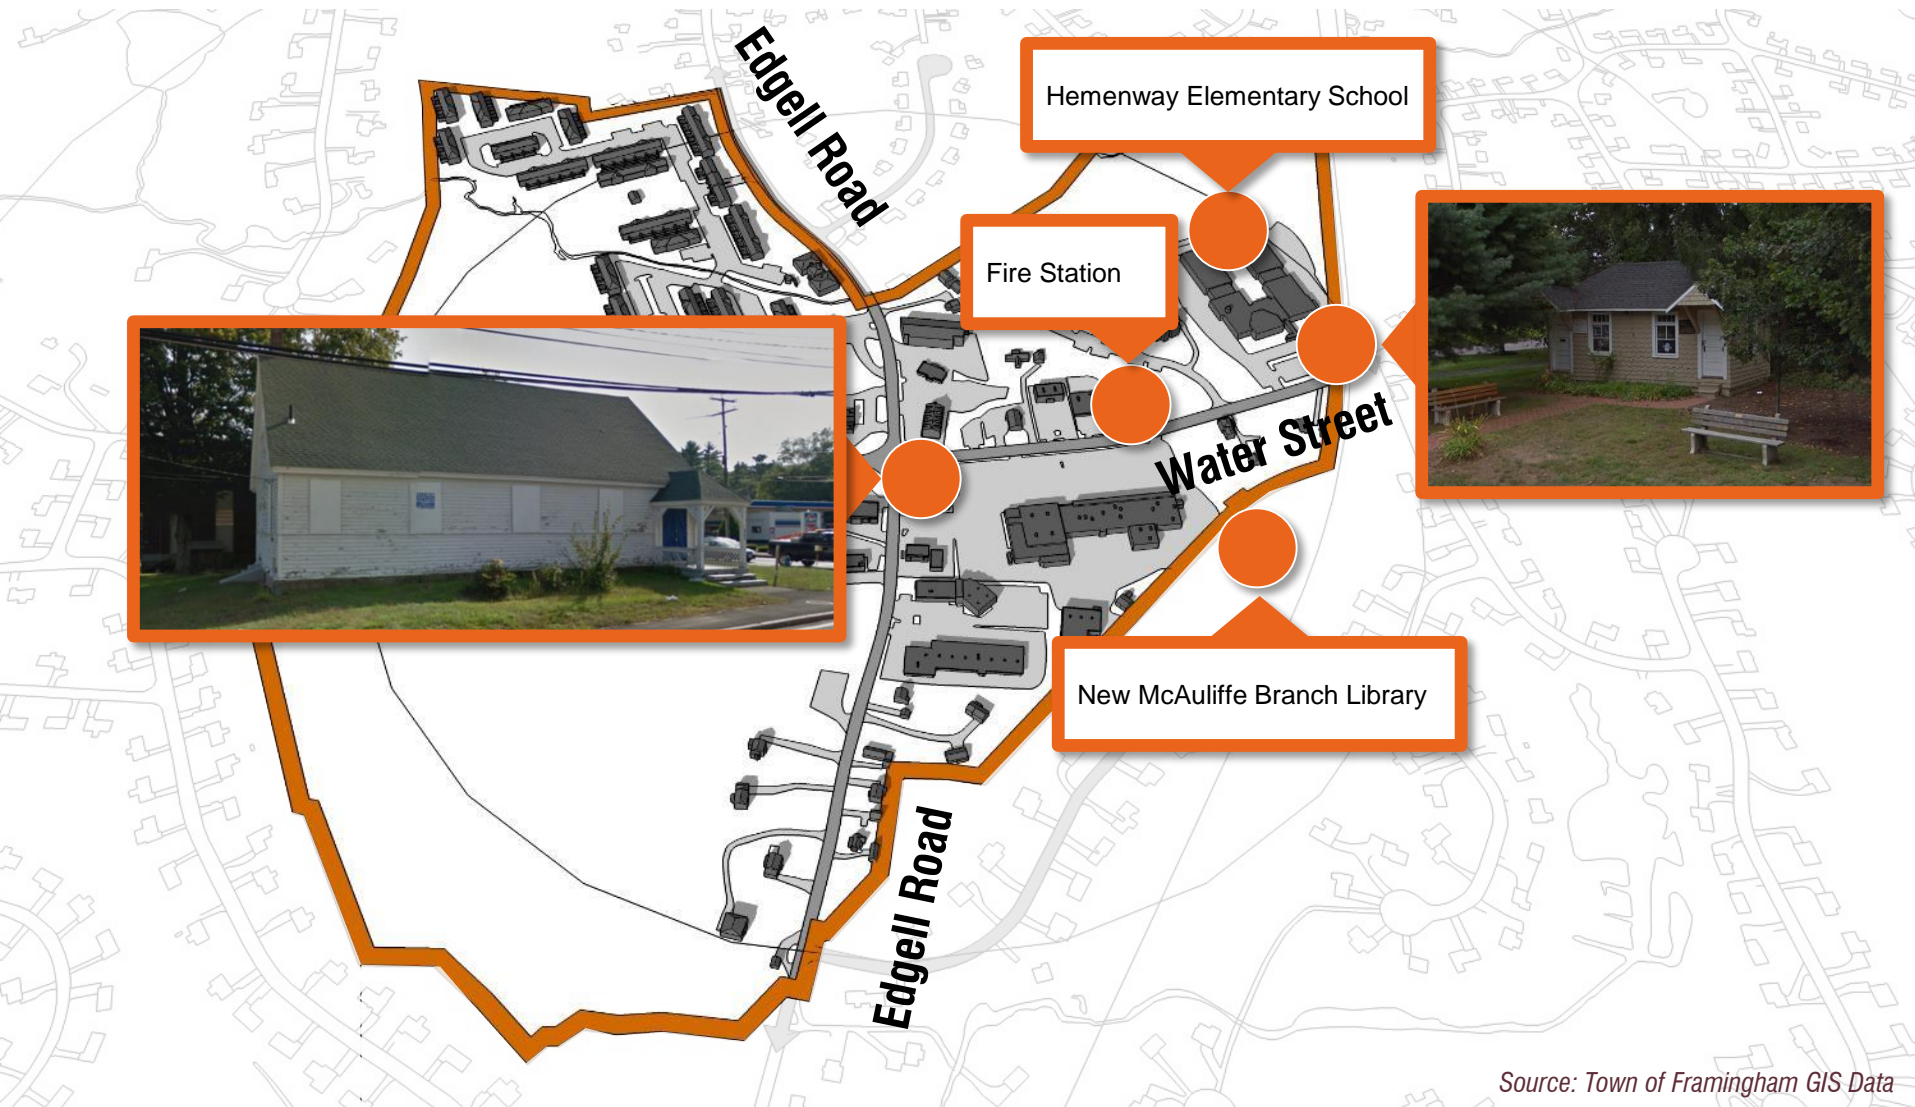 Edgell Road
Hemenway Elementary School
Fire Station
Water Street
New McAuliffe Branch Library
Edgell Road
Source: Town of Framingham GIS Data